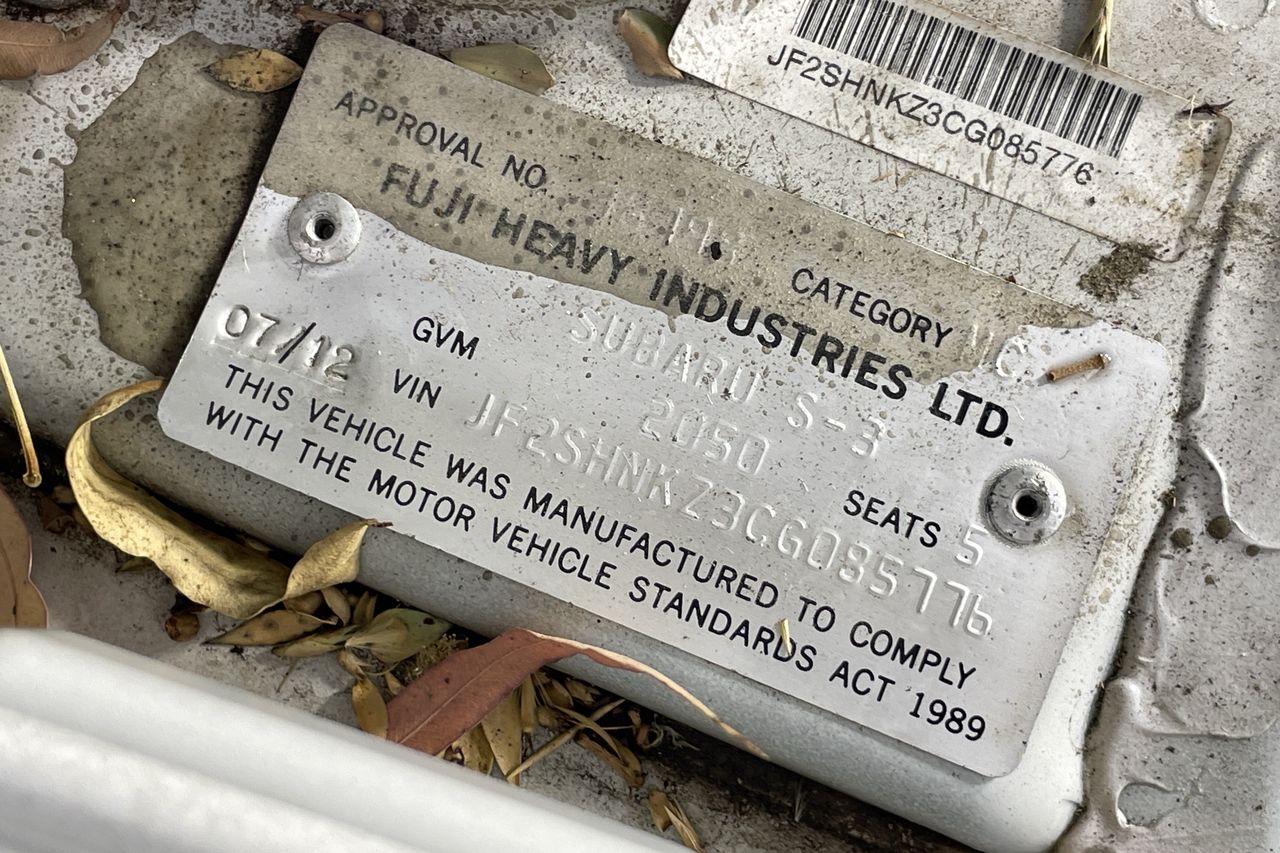 JF2SHNKZ3CG085776
APPROVAL NO. CATEGORY MC
FUJI HEAVY INDUSTRIES LTD.
07/12 SUBARU S-3
GVM 2050 SEATS 5
VIN JF2SHNKZ3CG085776
THIS VEHICLE WAS MANUFACTURED TO COMPLY
WITH THE MOTOR VEHICLE STANDARDS ACT 1989